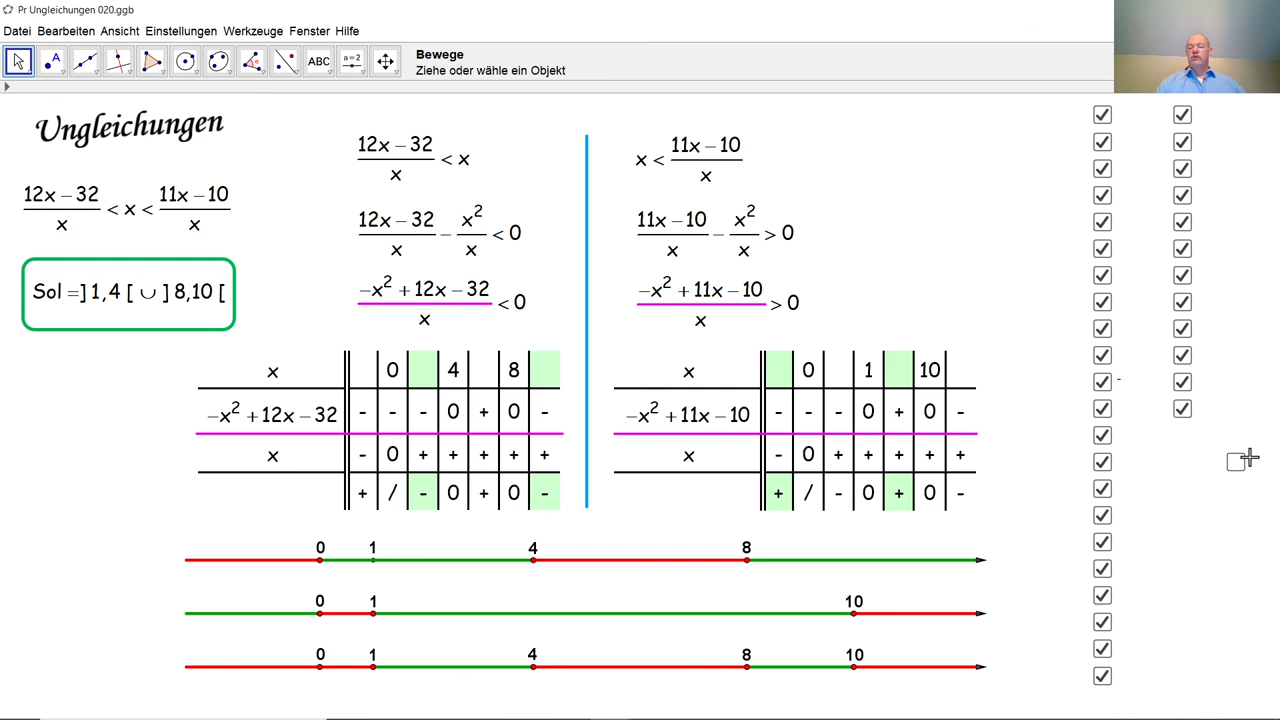 Pr Ungleichungen 020.ggb
Datei Bearbeiten Ansicht Einstellungen Werkzeuge Fenster Hilfe
A ABC a=2
Bewege
Ziehe oder wähle ein Objekt
Ungleichungen
12x – 32 / x < x < 11x – 10 / x
Sol =] 1,4 [ ∪ ] 8,10 [
12x – 32 / x < x
12x – 32 / x – x² / x < 0
–x² + 12x – 32 / x < 0
x < 11x – 10 / x
11x – 10 / x – x² / x > 0
–x² + 11x – 10 / x > 0
x 0 4 8
–x² + 12x – 32 - - - 0 + 0 -
x - 0 + + + + +
+ / - 0 + 0 -
x 0 1 10
–x² + 11x – 10 - - - 0 + 0 -
x - 0 + + + + +
+ / - 0 + 0 -
0 1 4 8
0 1 10
0 1 4 8 10